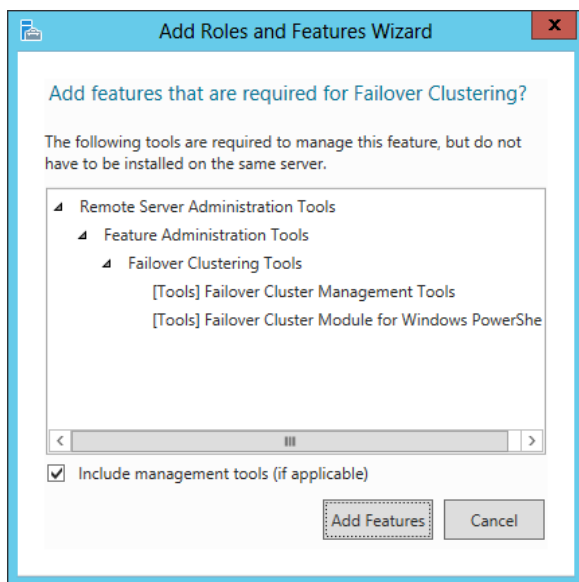 Add Roles and Features Wizard
x
Add features that are required for Failover Clustering?
The following tools are required to manage this feature, but do not
have to be installed on the same server.
Remote Server Administration Tools
Feature Administration Tools
Failover Clustering Tools
[Tools] Failover Cluster Management Tools
[Tools] Failover Cluster Module for Windows PowerShe
Include management tools (if applicable)
Add Features
Cancel